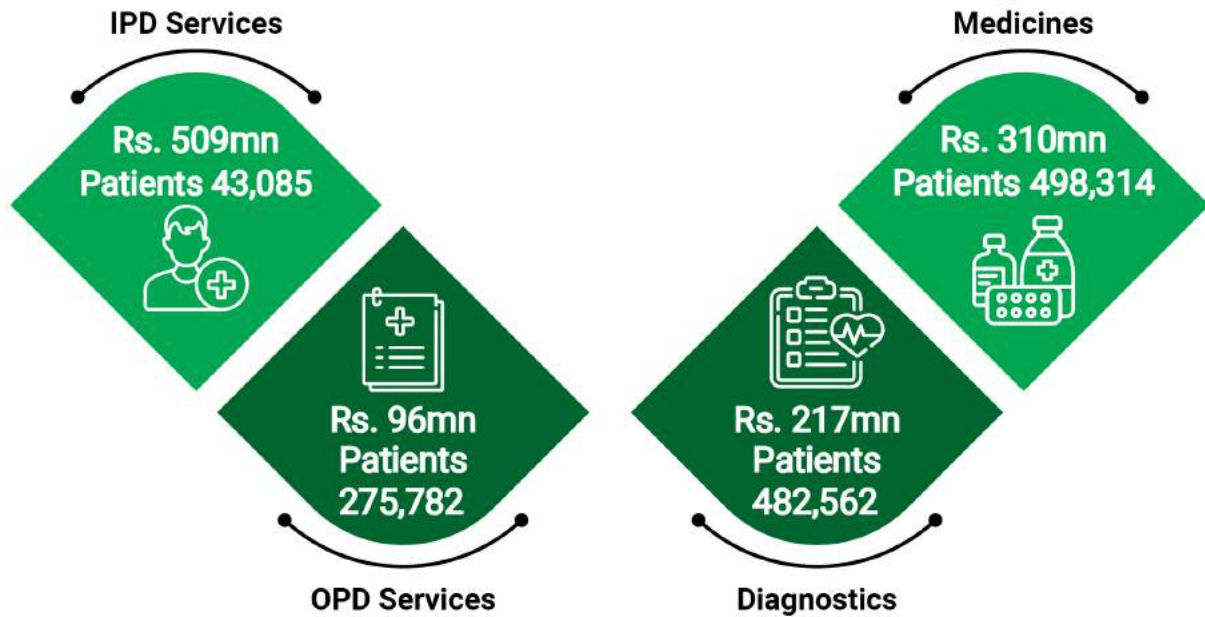 IPD Services
Rs. 509mn
Patients 43,085
Rs. 96mn
Patients
275,782
OPD Services
Rs. 217mn
Patients
482,562
Diagnostics
Medicines
Rs. 310mn
Patients 498,314